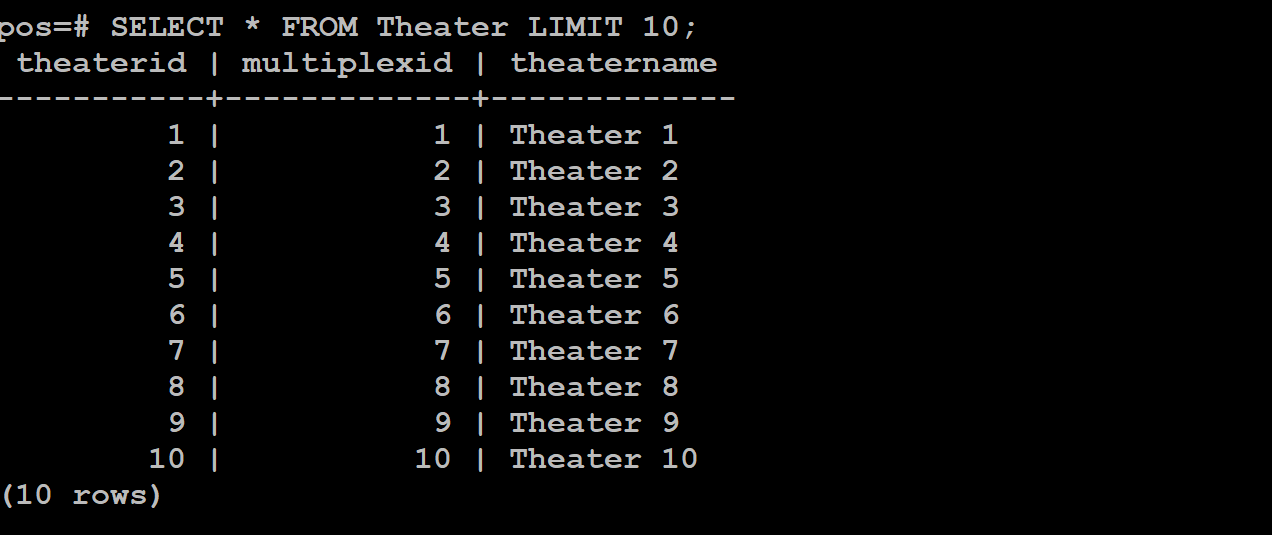 pos=# SELECT * FROM Theater LIMIT 10;
 theaterid | multiplexid | theatername
-----------+-------------+-------------
         1 |           1 | Theater 1
         2 |           2 | Theater 2
         3 |           3 | Theater 3
         4 |           4 | Theater 4
         5 |           5 | Theater 5
         6 |           6 | Theater 6
         7 |           7 | Theater 7
         8 |           8 | Theater 8
         9 |           9 | Theater 9
        10 |          10 | Theater 10
(10 rows)